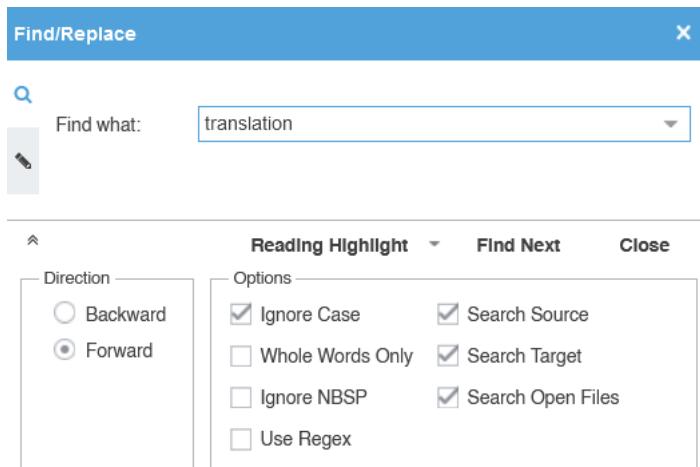 Find/Replace
Find what: translation
Reading Highlight Find Next Close
Direction Options
Backward Ignore Case Search Source
Forward Whole Words Only Search Target
Ignore NBSP Search Open Files
Use Regex